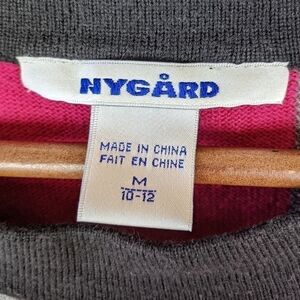 NYGÅRD
MADE IN CHINA
FAIT EN CHINE
M
10-12